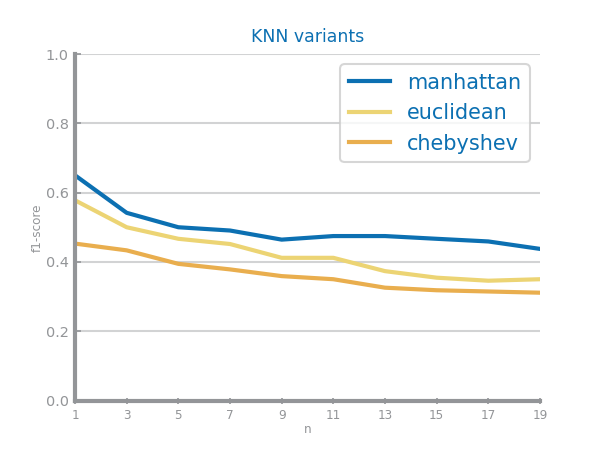 KNN variants
1.0
0.8
0.6
0.4
0.2
0.0
f1-score
manhattan
euclidean
chebyshev
1 3 5 7 9 11 13 15 17 19
n